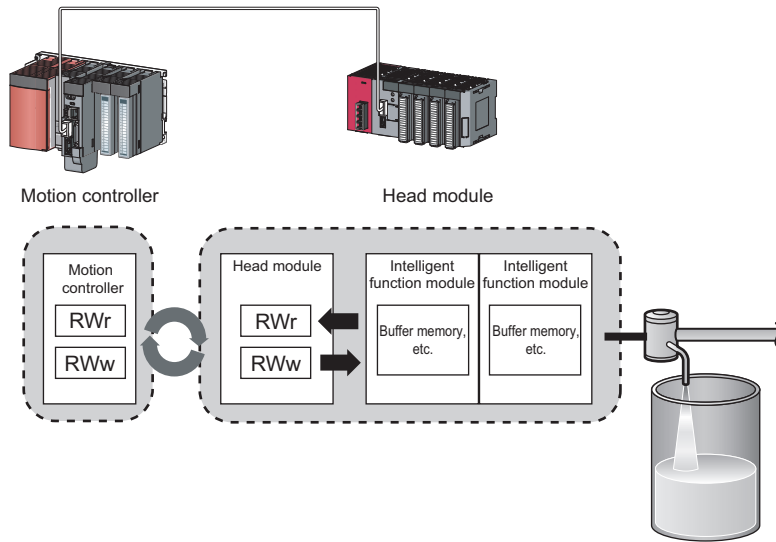 Motion controller
Head module
Motion
controller
RWr
RWw
Head module
RWr
RWw
Intelligent
function module
Buffer memory,
etc.
Intelligent
function module
Buffer memory,
etc.